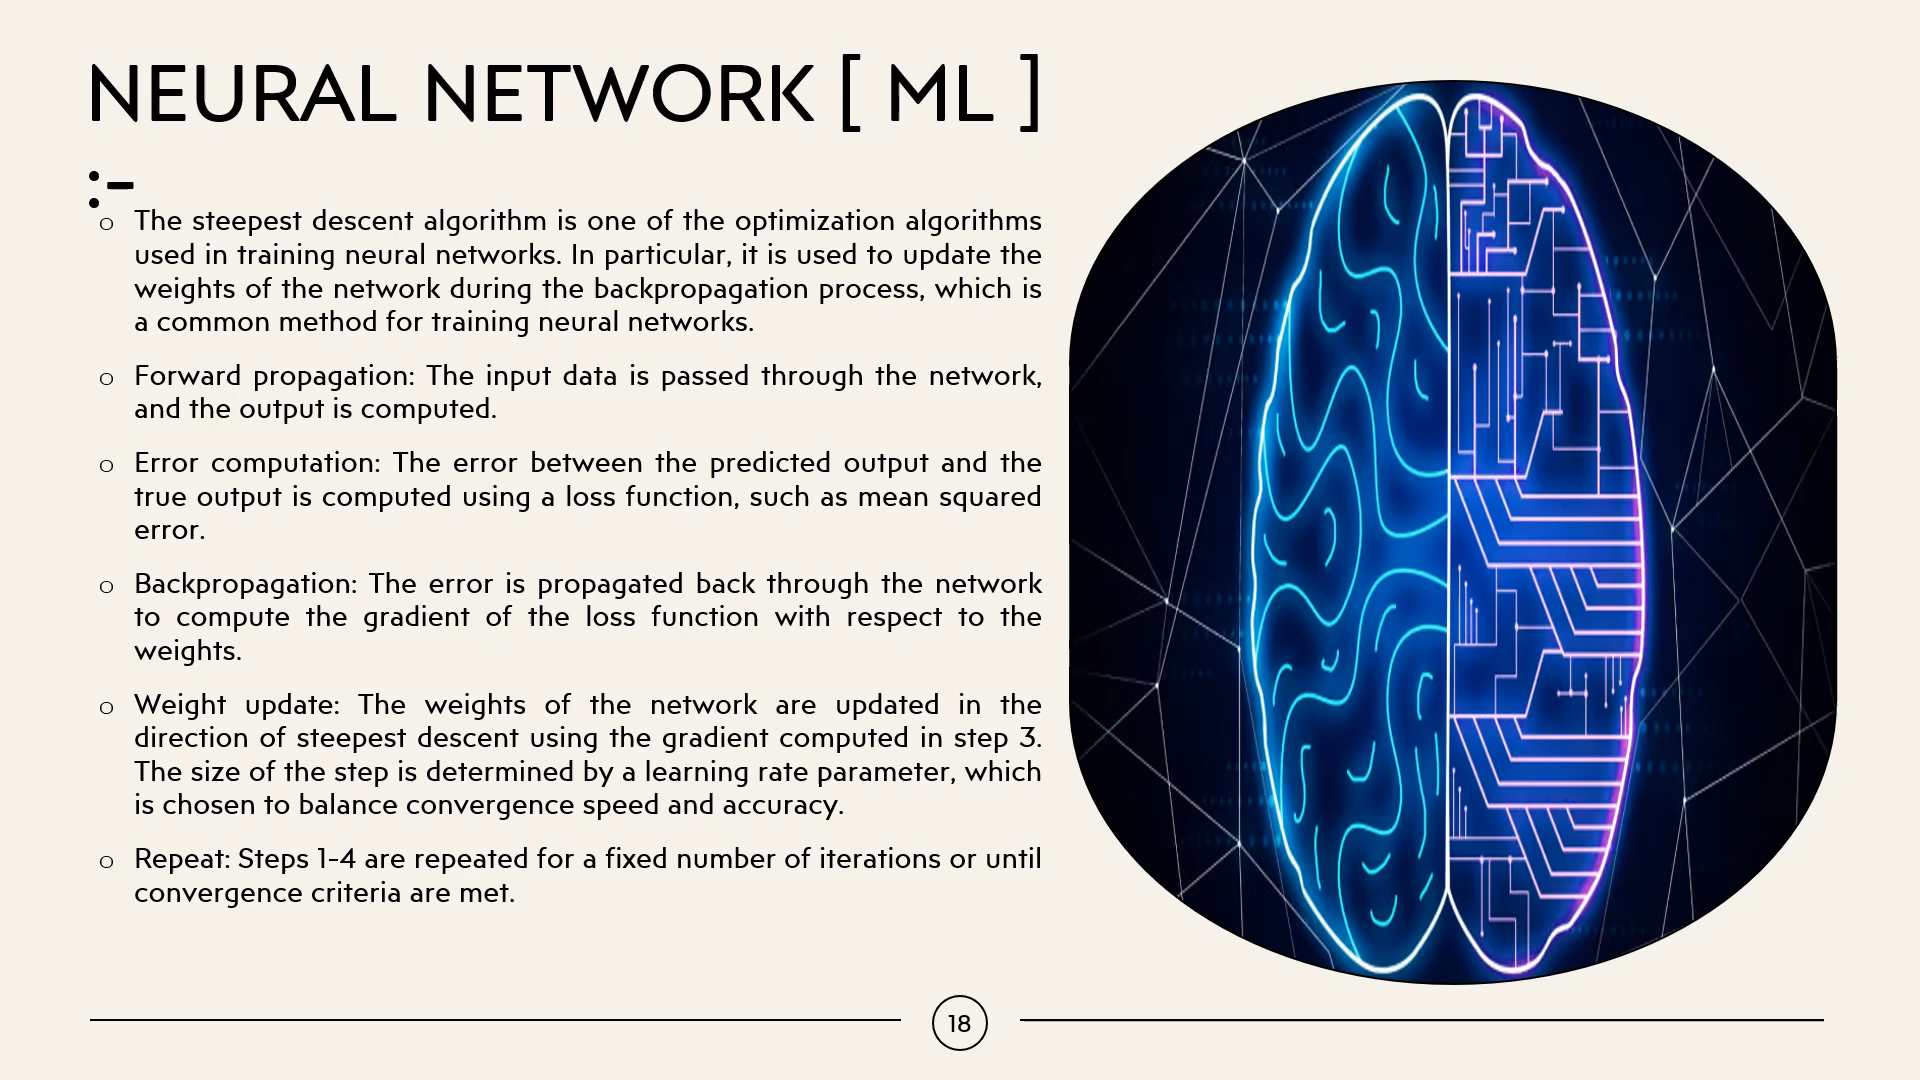 NEURAL NETWORK [ ML ]
:-
o The steepest descent algorithm is one of the optimization algorithms
used in training neural networks. In particular, it is used to update the
weights of the network during the backpropagation process, which is
a common method for training neural networks.
o Forward propagation: The input data is passed through the network,
and the output is computed.
o Error computation: The error between the predicted output and the
true output is computed using a loss function, such as mean squared
error.
o Backpropagation: The error is propagated back through the network
to compute the gradient of the loss function with respect to the
weights.
o Weight update: The weights of the network are updated in the
direction of steepest descent using the gradient computed in step 3.
The size of the step is determined by a learning rate parameter, which
is chosen to balance convergence speed and accuracy.
o Repeat: Steps 1-4 are repeated for a fixed number of iterations or until
convergence criteria are met.
18